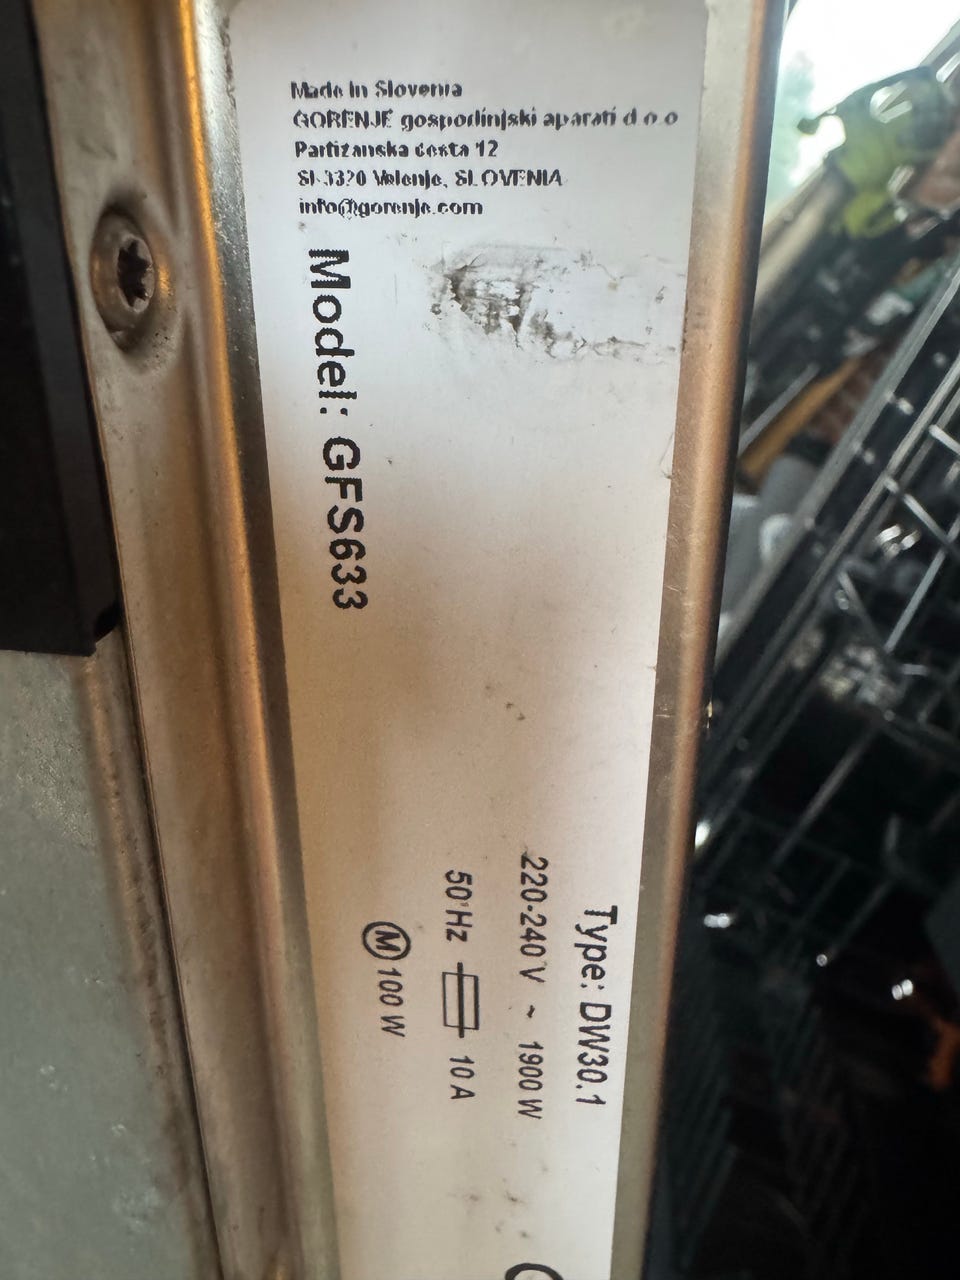 Made in Slovenia
GORENJE gospodinjski aparati d.o.o
Partizanska cesta 12
SI-3320 Velenje, SLOVENIA
info@gorenje.com
Model: GFS633
Type: DW30.1
220-240 V ~ 1900 W
50 Hz 10 A
M 100 W